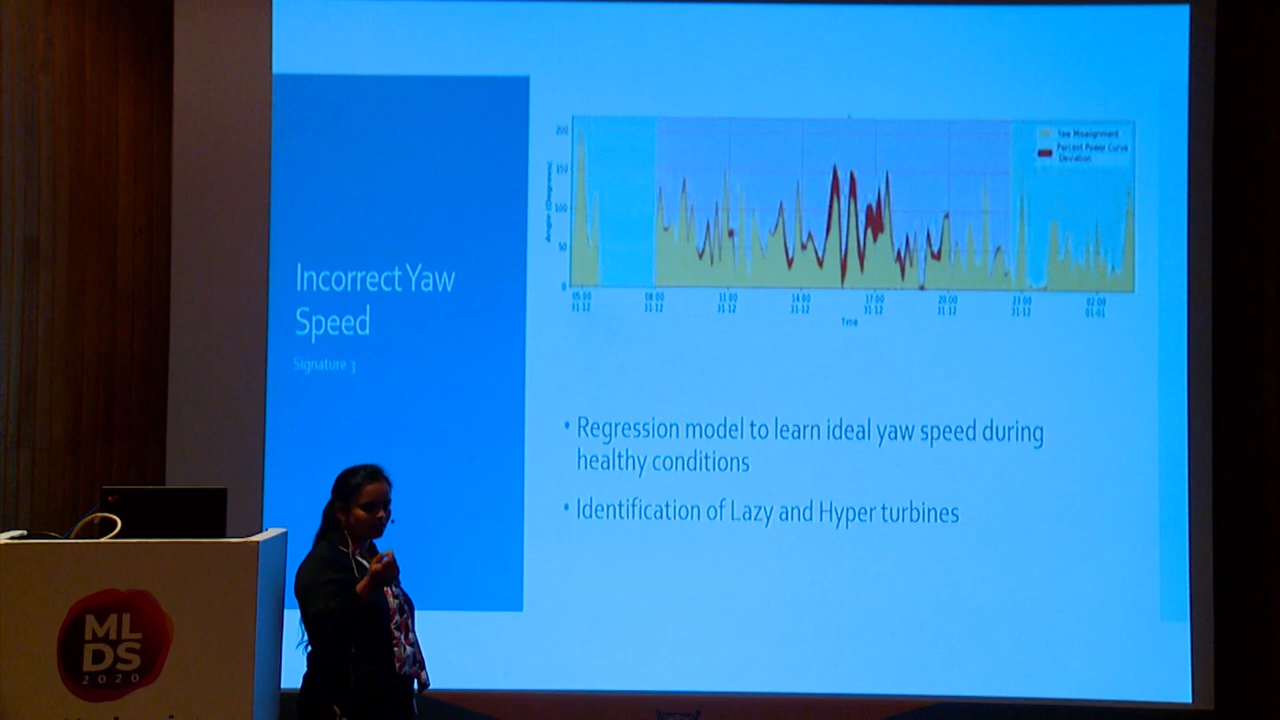 Incorrect Yaw
Speed
Signature 3
Angle (Degrees)
200
150
100
50
0
Yaw Misalignment
Percent Power Curve
Deviation
05:00 08:00 11:00 14:00 17:00 20:00 23:00 02:00
31-12 31-12 31-12 31-12 31-12 31-12 31-12 01-01
Time
• Regression model to learn ideal yaw speed during
healthy conditions
• Identification of Lazy and Hyper turbines
ML
DS
2020